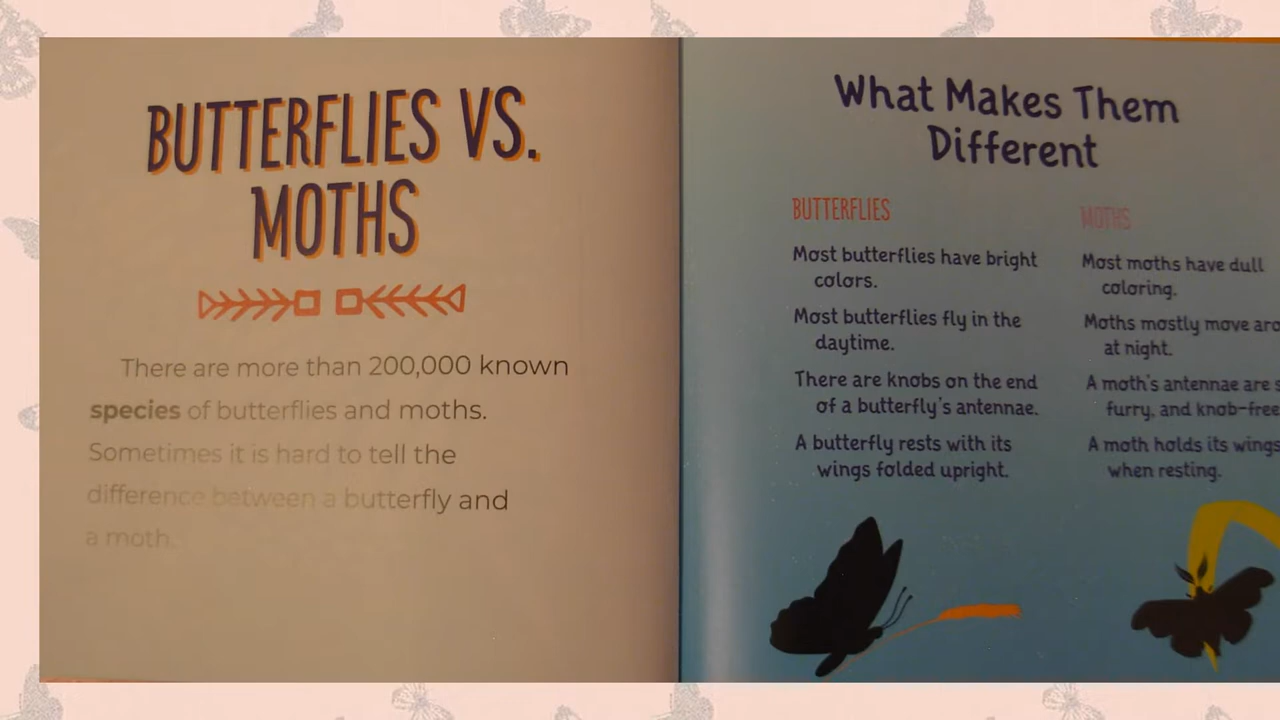 BUTTERFLIES VS.
MOTHS
There are more than 200,000 known
species of butterflies and moths.
Sometimes it is hard to tell the
difference between a butterfly and
a moth.
What Makes Them
Different
BUTTERFLIES
Most butterflies have bright
colors.
Most butterflies fly in the
daytime.
There are knobs on the end
of a butterfly's antennae.
A butterfly rests with its
wings folded upright.
MOTHS
Most moths have dull
coloring.
Moths mostly move
at night.
A moth's antennae are
furry, and knob-free
A moth holds its wings
when resting.